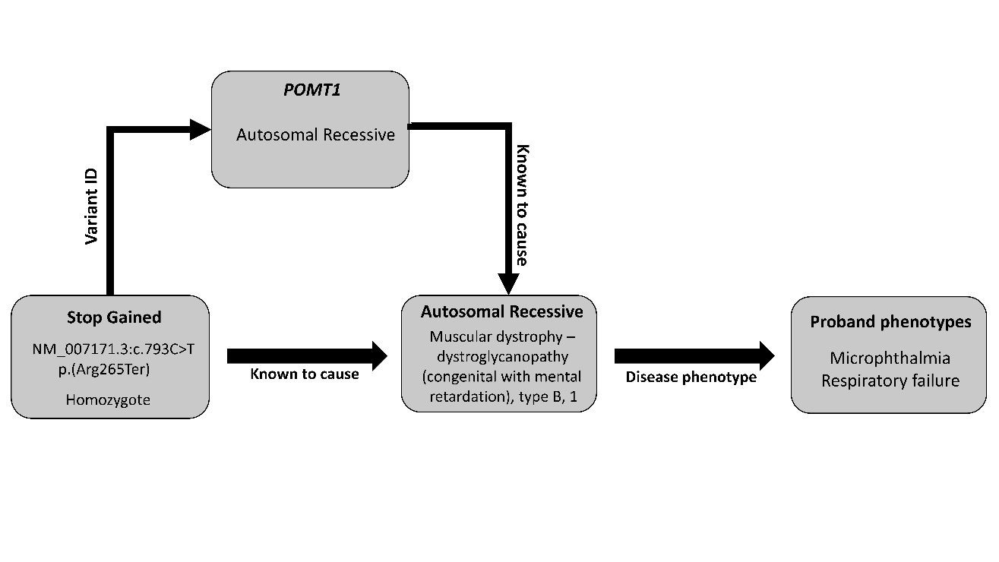 POMT1
Autosomal Recessive
Variant ID
Known to cause
Stop Gained
NM_007171.3:c.793C>T
p.(Arg265Ter)
Homozygote
Known to cause
Autosomal Recessive
Muscular dystrophy –
dystroglycanopathy
(congenital with mental
retardation), type B, 1
Disease phenotype
Proband phenotypes
Microphthalmia
Respiratory failure